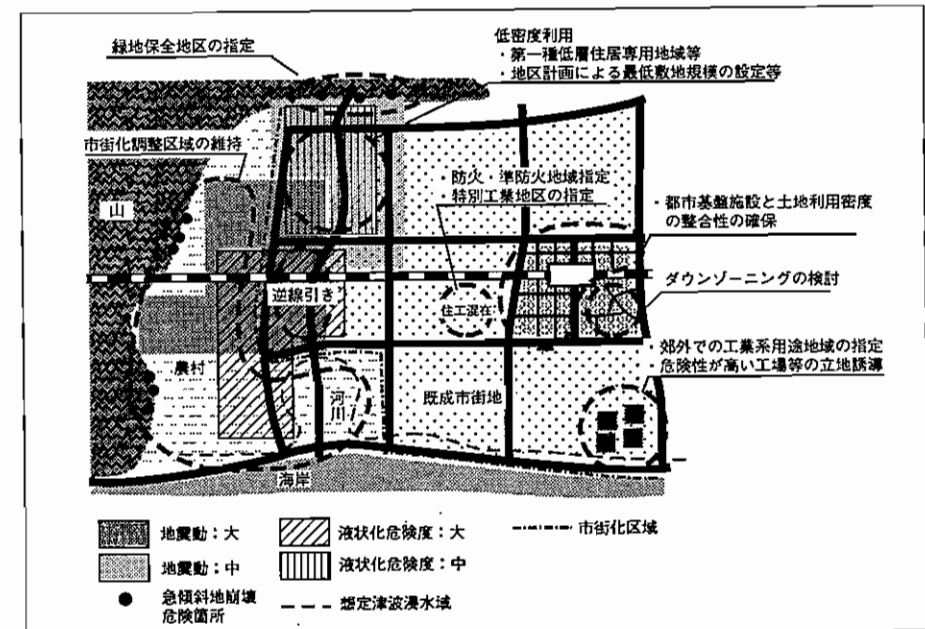 緑地保全地区の指定
低密度利用
・第一種低層住居専用地域等
・地区計画による最低敷地規模の設定等
市街化調整区域の維持
・防火・準防火地域指定
特別工業地区の指定
山
・都市基盤施設と土地利用密度
の整合性の確保
ダウンゾーニングの検討
逆線引き
住工混在
郊外での工業系用途地域の指定
危険性が高い工場等の立地誘導
農村
河川
既成市街地
海岸
地震動：大
液状化危険度：大
市街化区域
地震動：中
液状化危険度：中
急傾斜地崩壊
危険箇所
想定津波浸水域